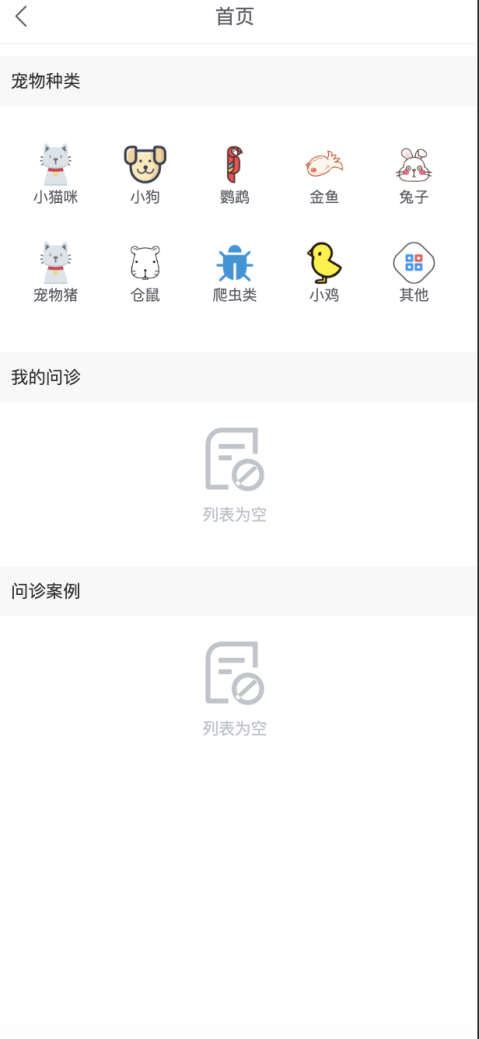 首页
宠物种类
小猫咪 小狗 鹦鹉 金鱼 兔子
宠物猪 仓鼠 爬虫类 小鸡 其他
我的问诊
列表为空
问诊案例
列表为空